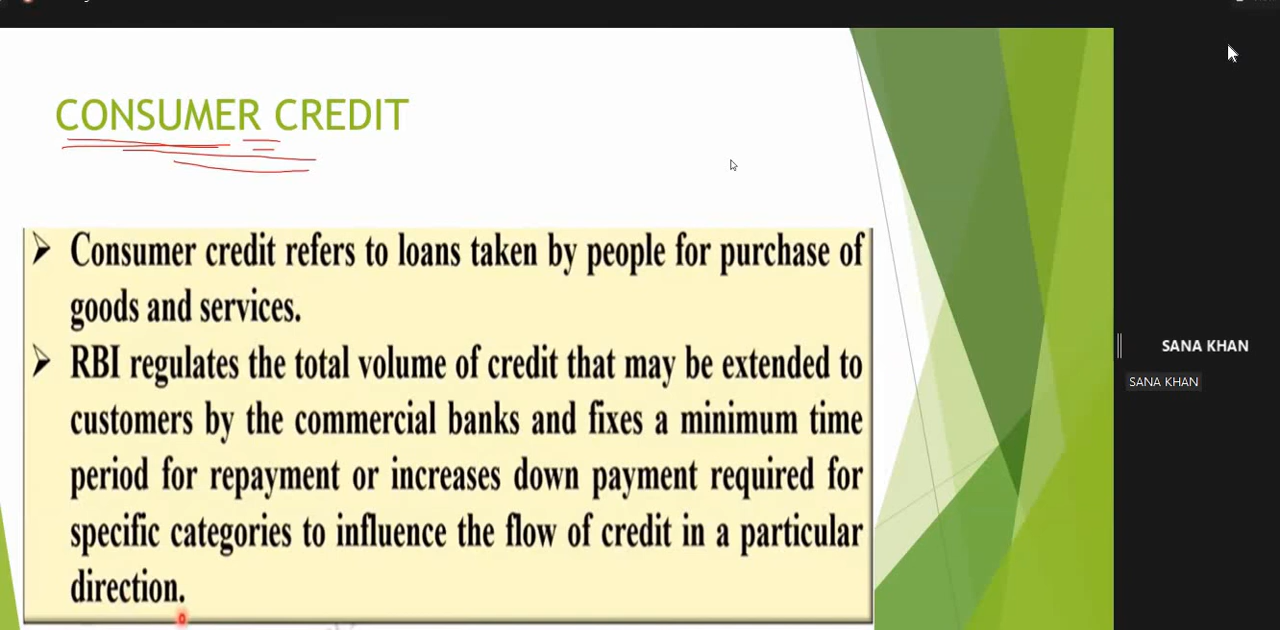 CONSUMER CREDIT
Consumer credit refers to loans taken by people for purchase of
goods and services.
RBI regulates the total volume of credit that may be extended to
customers by the commercial banks and fixes a minimum time
period for repayment or increases down payment required for
specific categories to influence the flow of credit in a particular
direction.
SANA KHAN
SANA KHAN